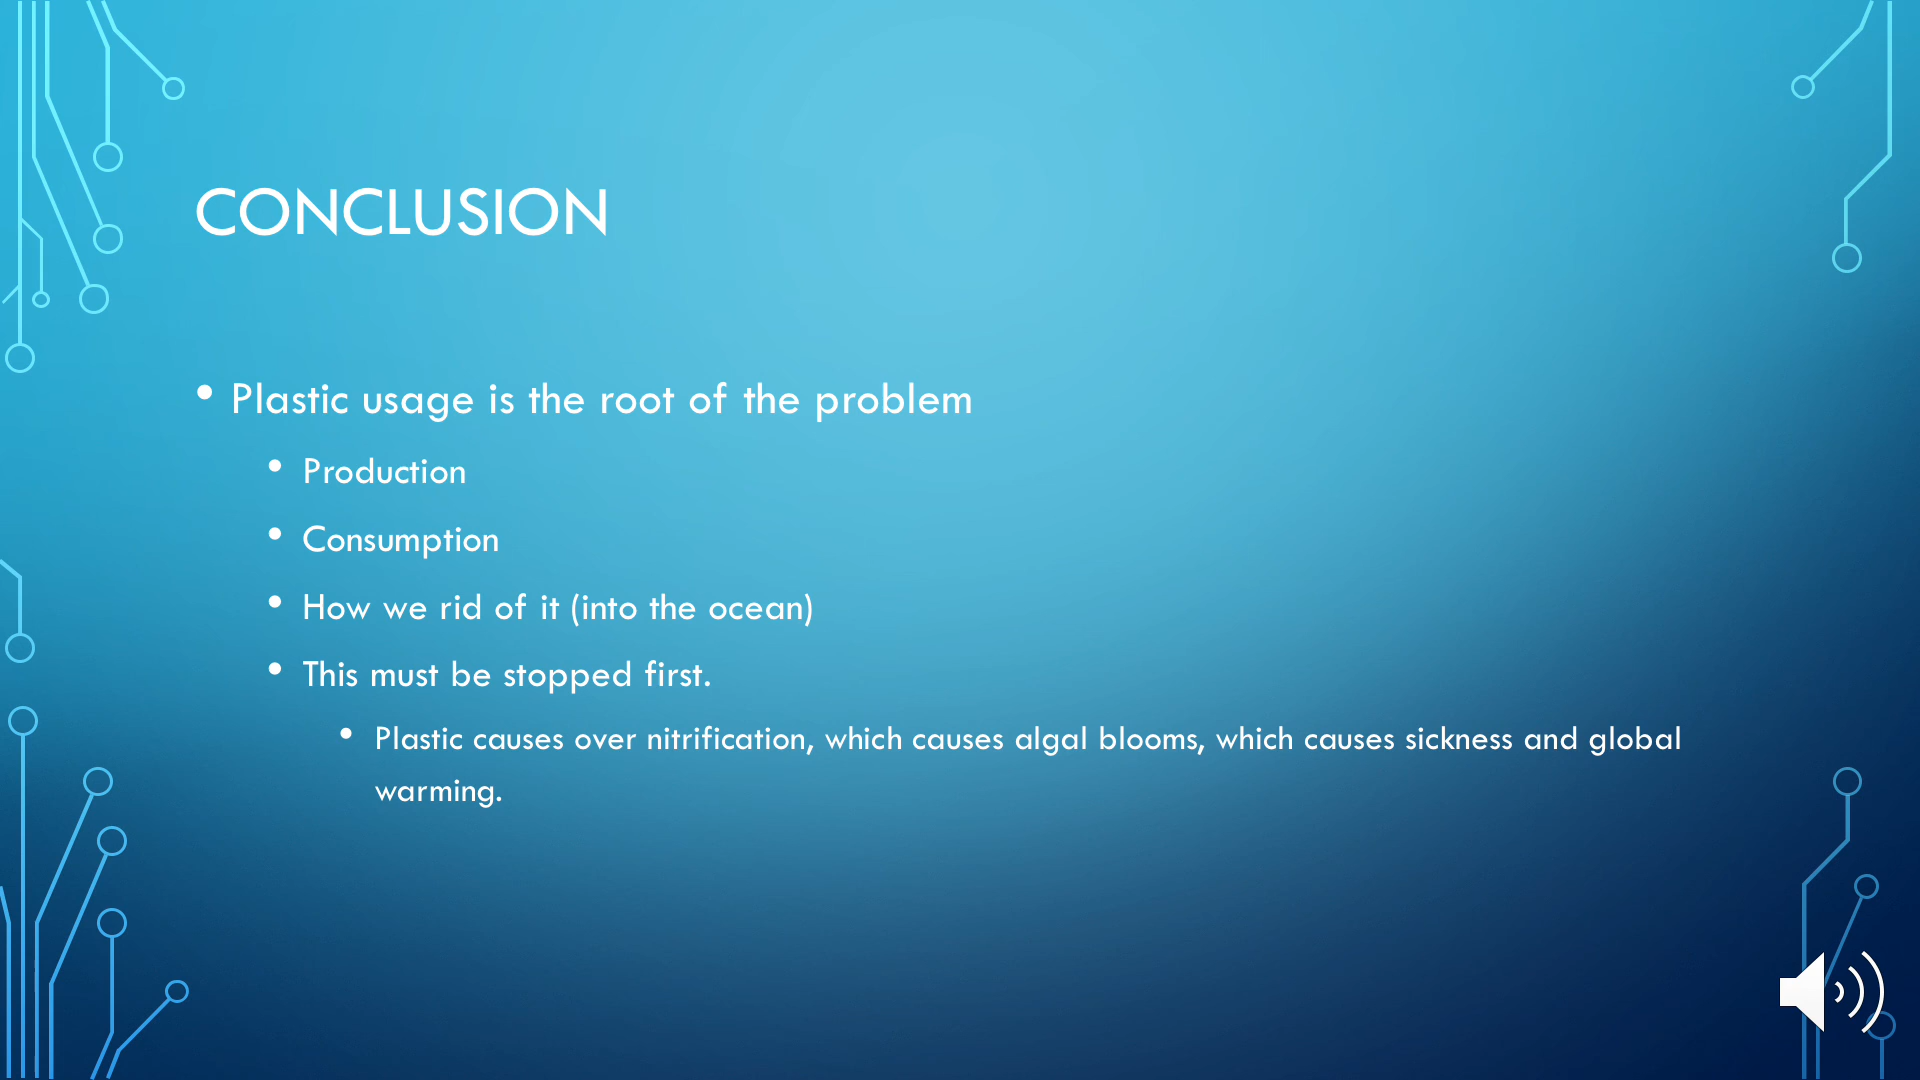 CONCLUSION
• Plastic usage is the root of the problem
• Production
• Consumption
• How we rid of it (into the ocean)
• This must be stopped first.
• Plastic causes over nitrification, which causes algal blooms, which causes sickness and global
warming.